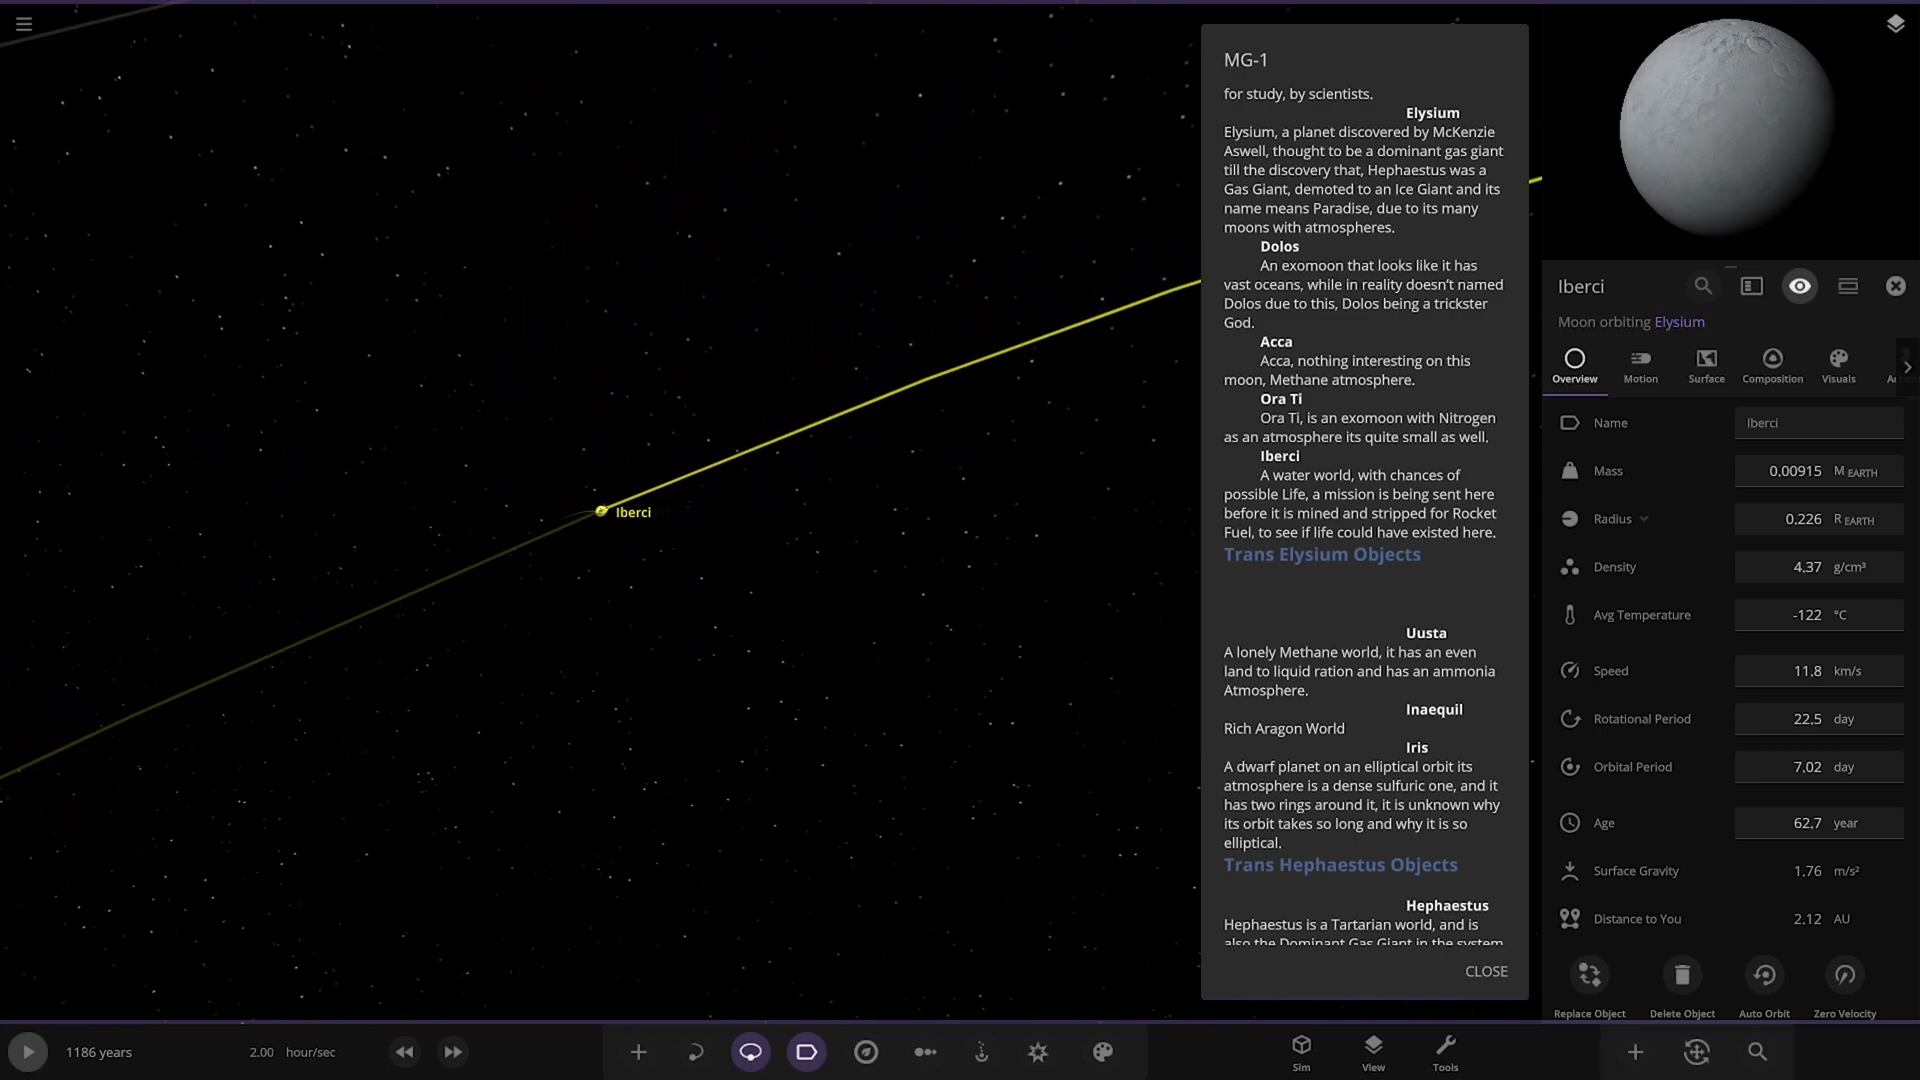 MG-1
for study, by scientists.
Elysium
Elysium, a planet discovered by McKenzie
Aswell, thought to be a dominant gas giant
till the discovery that, Hephaestus was a
Gas Giant, demoted to an Ice Giant and its
name means Paradise, due to its many
moons with atmospheres.
Dolos
An exomoon that looks like it has
vast oceans, while in reality doesn't named
Dolos due to this, Dolos being a trickster
God.
Acca
Acca, nothing interesting on this
moon, Methane atmosphere.
Ora Ti
Ora Ti, is an exomoon with Nitrogen
as an atmosphere its quite small as well.
Iberci
A water world, with chances of
possible Life, a mission is being sent here
before it is mined and stripped for Rocket
Fuel, to see if life could have existed here.
Trans Elysium Objects
Uusta
A lonely Methane world, it has an even
land to liquid ration and has an ammonia
Atmosphere.
Inaequil
Rich Aragon World
Iris
A dwarf planet on an elliptical orbit its
atmosphere is a dense sulfuric one, and it
has two rings around it, it is unknown why
its orbit takes so long and why it is so
elliptical.
Trans Hephaestus Objects
Hephaestus
Hephaestus is a Tartarian world, and is
also the Dominant Gas Giant in the system
CLOSE
Iberci
Iberci
Moon orbiting Elysium
Overview Motion Surface Composition Visuals
Name Iberci
Mass 0.00915 M EARTH
Radius 0.226 R EARTH
Density 4.37 g/cm³
Avg Temperature -122 °C
Speed 11.8 km/s
Rotational Period 22.5 day
Orbital Period 7.02 day
Age 62.7 year
Surface Gravity 1.76 m/s²
Distance to You 2.12 AU
Replace Object Delete Object Auto Orbit Zero Velocity
1186 years 2.00 hour/sec
Sim View Tools